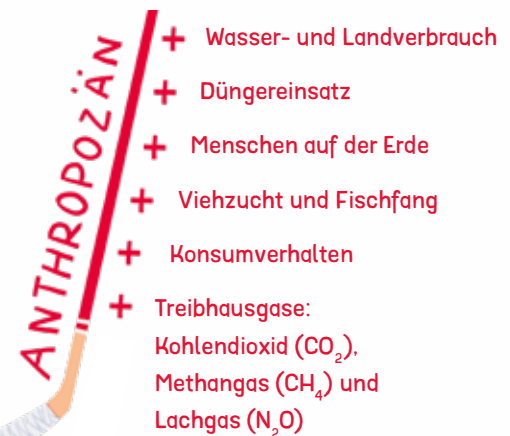 ANTHROPOZÄN
+ Wasser- und Landverbrauch
+ Düngereinsatz
+ Menschen auf der Erde
+ Viehzucht und Fischfang
+ Konsumverhalten
+ Treibhausgase:
Kohlendioxid (CO₂),
Methangas (CH₄) und
Lachgas (N₂O)